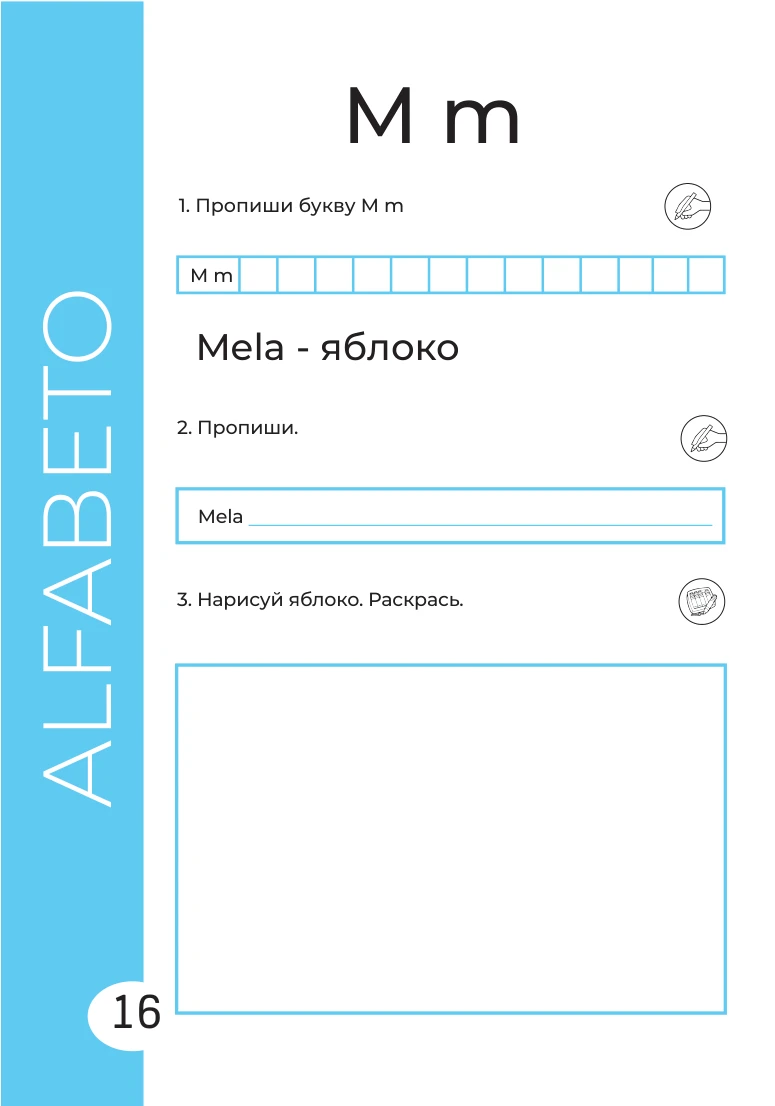 M m
1. Пропиши букву M m
M m
Mela - яблоко
2. Пропиши.
Mela
3. Нарисуй яблоко. Раскрась.
ALFABETO
16